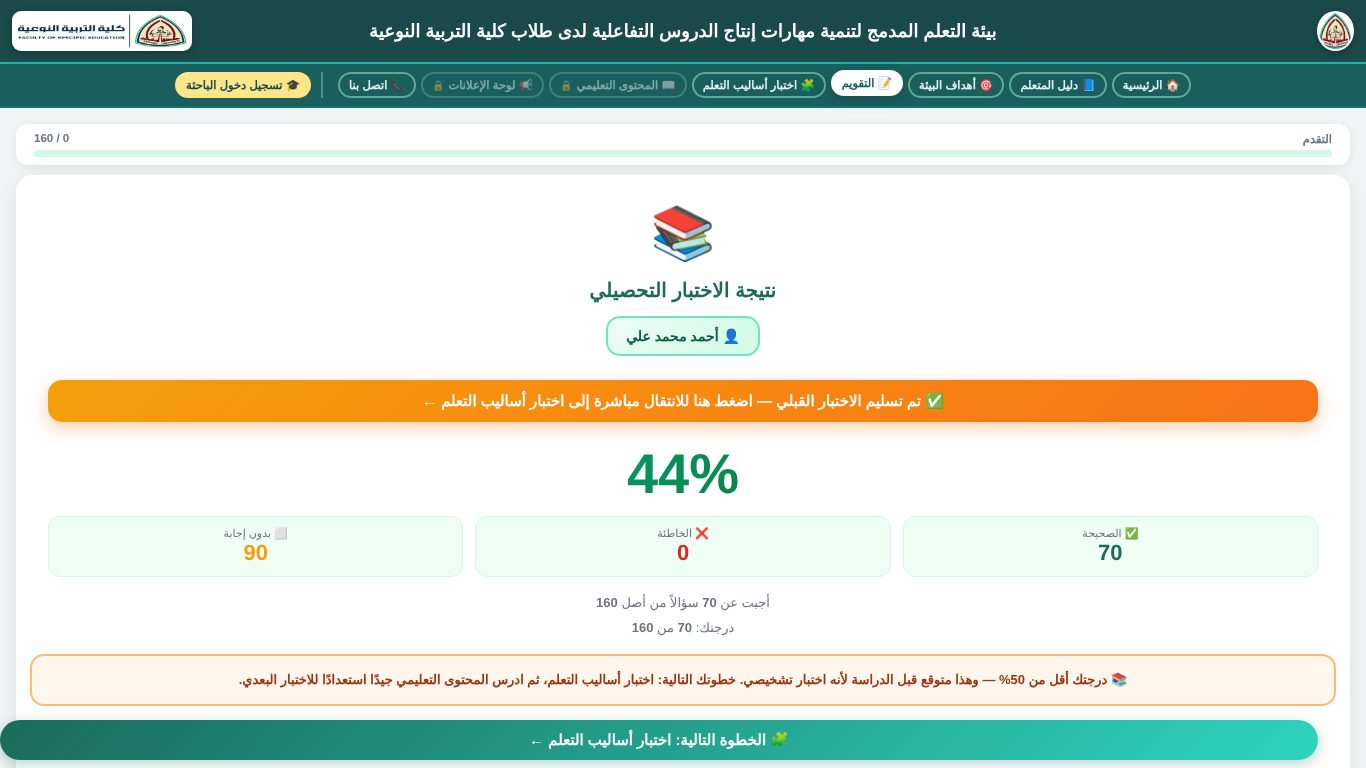 بيئة التعلم المدمج لتنمية مهارات إنتاج الدروس التفاعلية لدى طلاب كلية التربية النوعية
كلية التربية النوعية
FACULTY OF SPECIFIC EDUCATION
🏠 الرئيسية
📘 دليل المتعلم
🎯 أهداف البيئة
📝 التقويم
🧩 اختبار أساليب التعلم
📖 المحتوى التعليمي 🔒
📢 لوحة الإعلانات 🔒
📞 اتصل بنا
🎓 تسجيل دخول الباحثة
التقدم
0 / 160
نتيجة الاختبار التحصيلي
👤 أحمد محمد علي
✅ تم تسليم الاختبار القبلي — اضغط هنا للانتقال مباشرة إلى اختبار أساليب التعلم ←
44%
✅ الصحيحة
70
❌ الخاطئة
0
⬜ بدون إجابة
90
أجبت عن 70 سؤالاً من أصل 160
درجتك: 70 من 160
📚 درجتك أقل من 50% — وهذا متوقع قبل الدراسة لأنه اختبار تشخيصي. خطوتك التالية: اختبار أساليب التعلم، ثم ادرس المحتوى التعليمي جيدًا استعدادًا للاختبار البعدي.
🧩 الخطوة التالية: اختبار أساليب التعلم ←